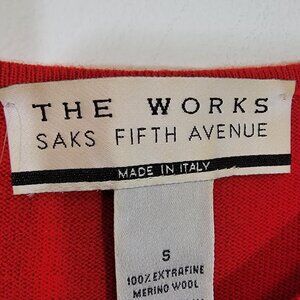 THE WORKS
SAKS FIFTH AVENUE
MADE IN ITALY
S
100% EXTRAFINE
MERINO WOOL